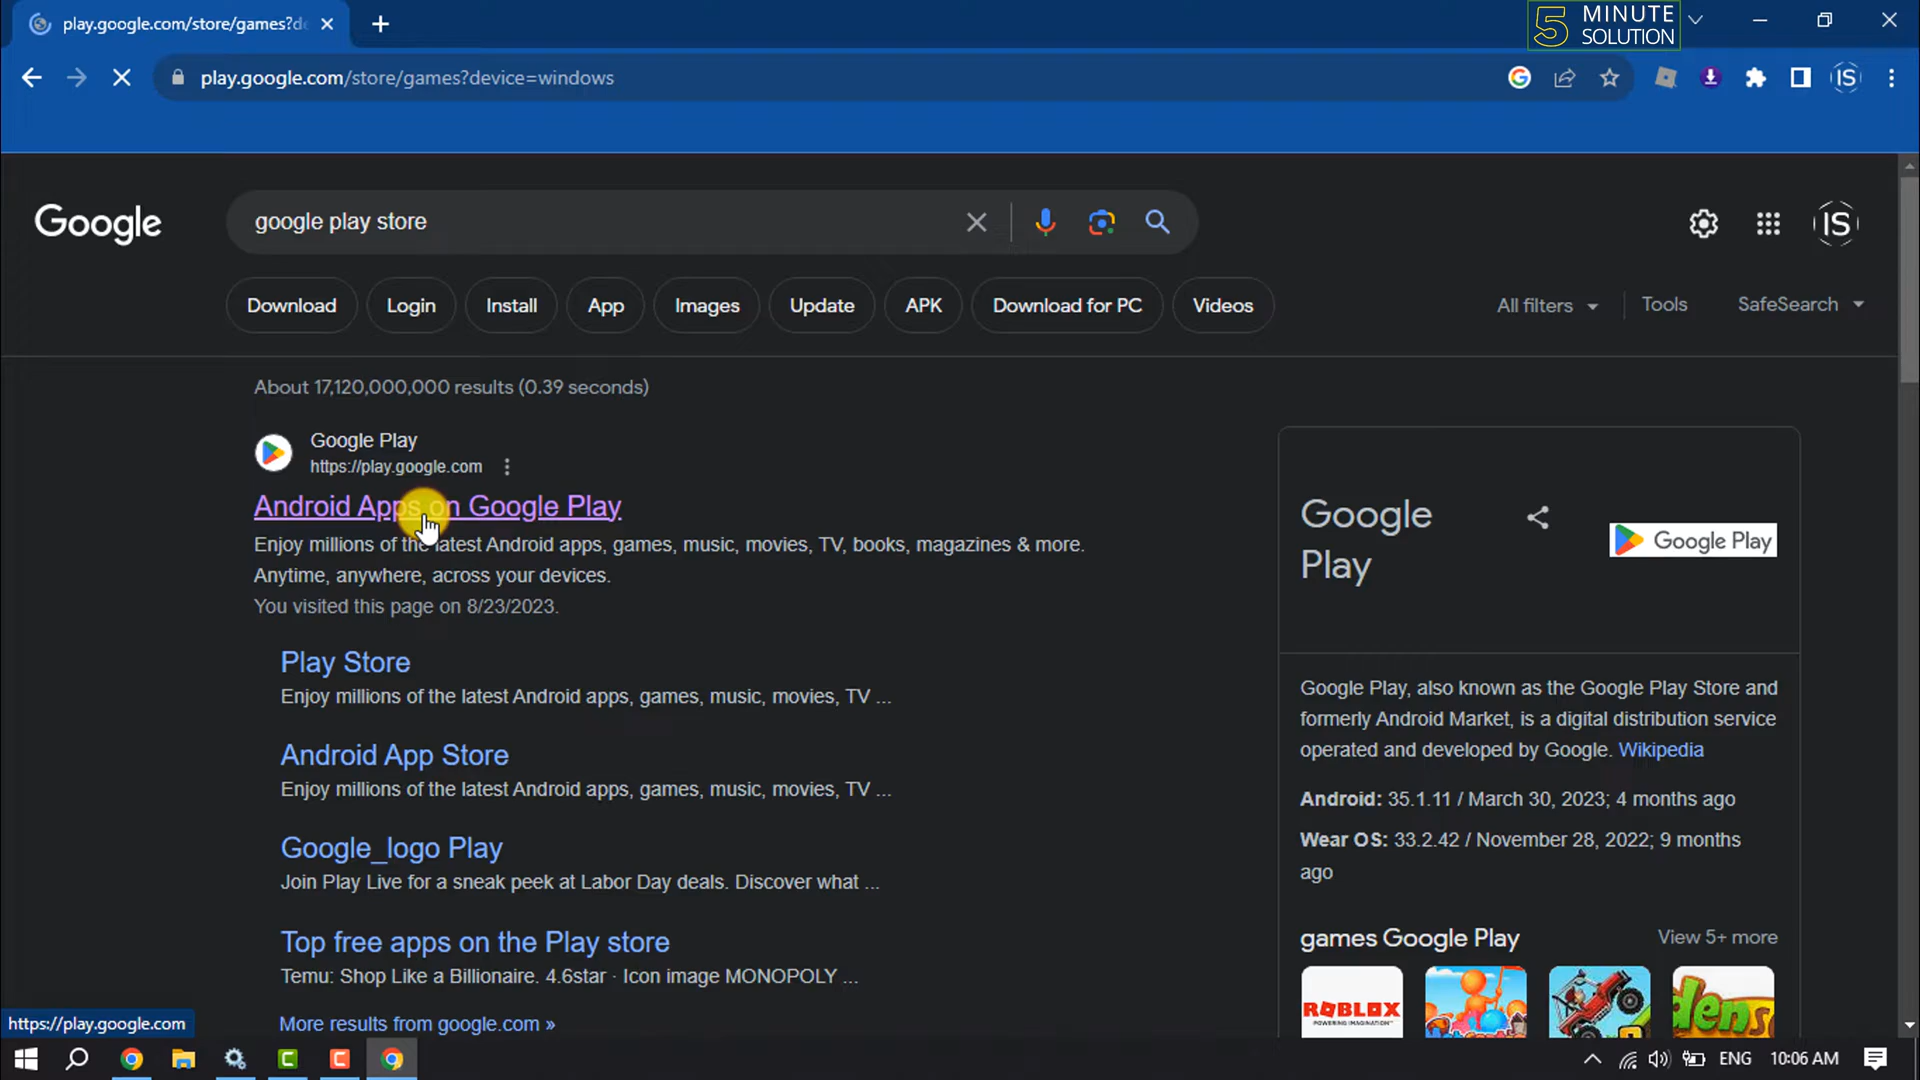 play.google.com/store/games?d
5 MINUTE SOLUTION
play.google.com/store/games?device=windows
IS
Google
google play store
IS
Download
Login
Install
App
Images
Update
APK
Download for PC
Videos
All filters
Tools
SafeSearch
About 17,120,000,000 results (0.39 seconds)
Google Play
https://play.google.com
Android Apps on Google Play
Enjoy millions of the latest Android apps, games, music, movies, TV, books, magazines & more.
Anytime, anywhere, across your devices.
You visited this page on 8/23/2023.
Play Store
Enjoy millions of the latest Android apps, games, music, movies, TV ...
Android App Store
Enjoy millions of the latest Android apps, games, music, movies, TV ...
Google_logo Play
Join Play Live for a sneak peek at Labor Day deals. Discover what ...
Top free apps on the Play store
Temu: Shop Like a Billionaire. 4.6star · Icon image MONOPOLY ...
More results from google.com »
Google
Play
Google Play
Google Play, also known as the Google Play Store and
formerly Android Market, is a digital distribution service
operated and developed by Google. Wikipedia
Android: 35.1.11 / March 30, 2023; 4 months ago
Wear OS: 33.2.42 / November 28, 2022; 9 months
ago
games Google Play
View 5+ more
ROBLOX
POWERING IMAGINATION
dens
https://play.google.com
ENG
10:06 AM